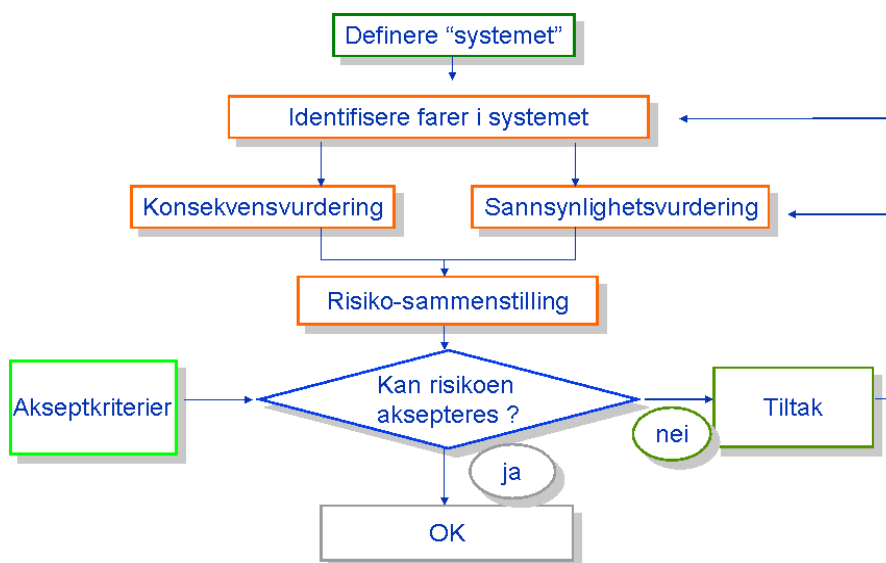 Definere “systemet”
Identifisere farer i systemet
Konsekvensvurdering
Sannsynlighetsvurdering
Risiko-sammenstilling
Akseptkriterier
Kan risikoen
aksepteres ?
nei
Tiltak
ja
OK